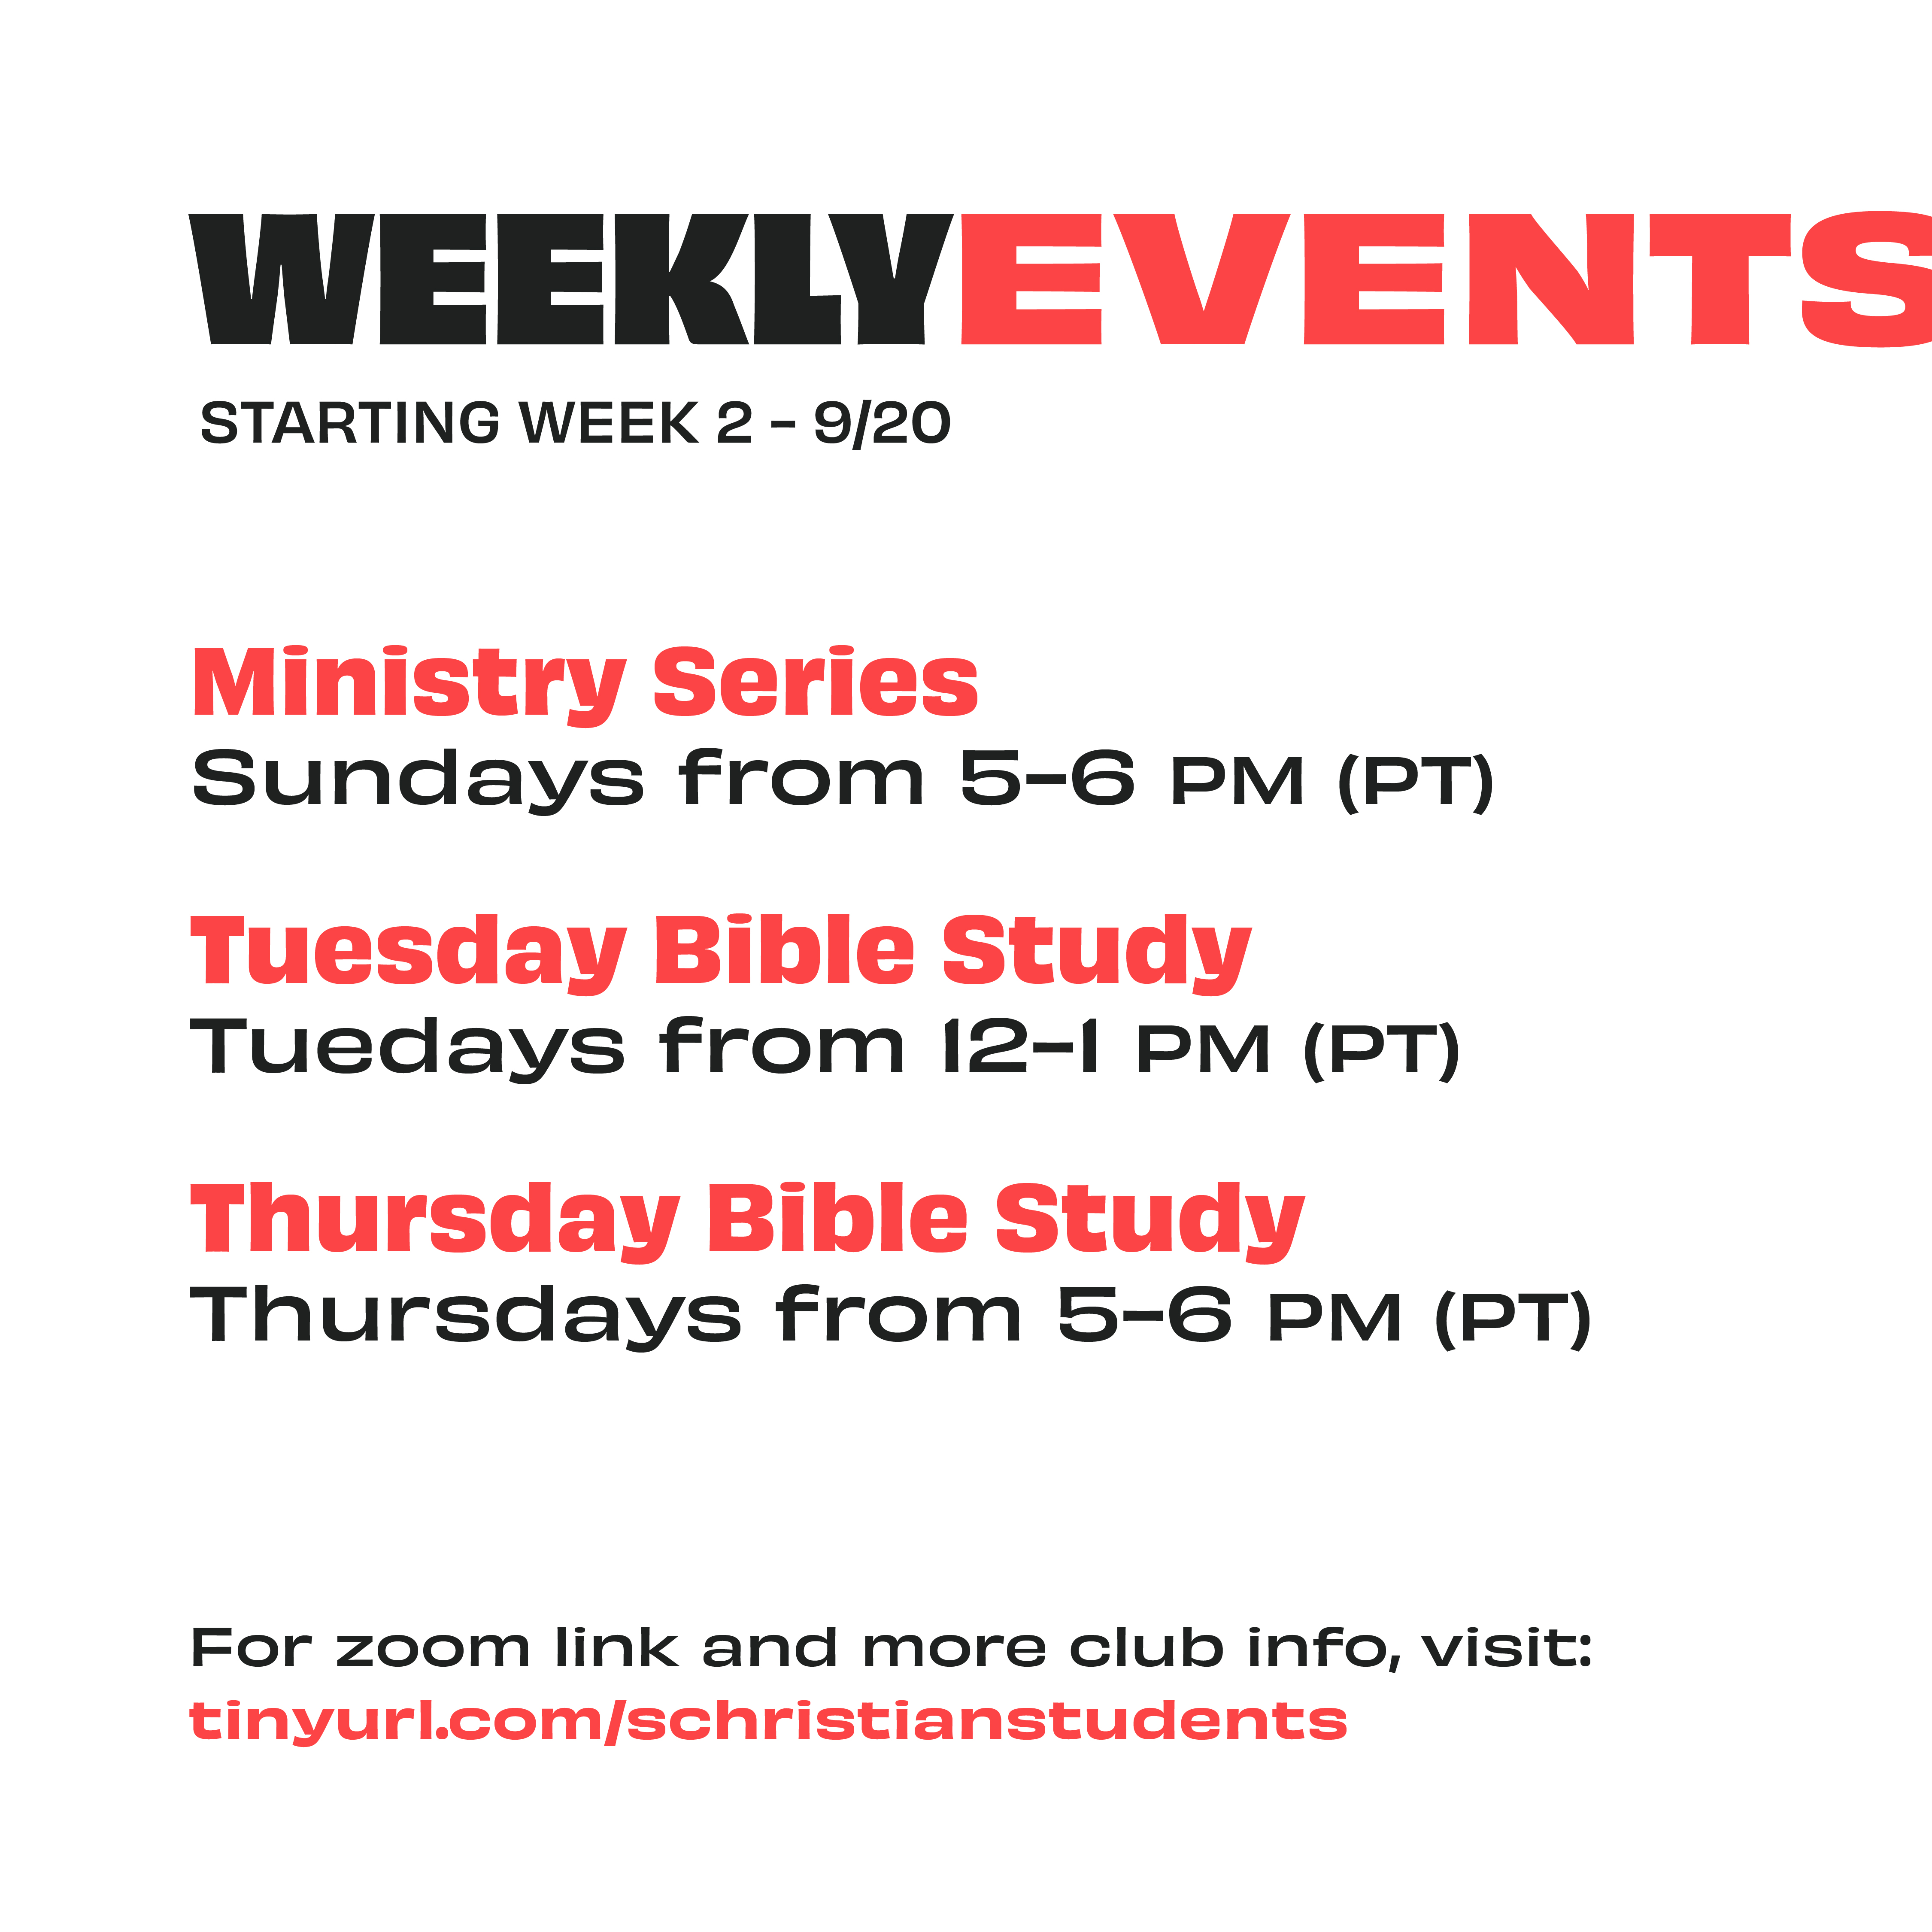 WEEKLYEVENTS
STARTING WEEK 2 - 9/20
Ministry Series
Sundays from 5-6 PM (PT)
Tuesday Bible Study
Tuedays from 12-1 PM (PT)
Thursday Bible Study
Thursdays from 5-6 PM (PT)
For zoom link and more club info, visit:
tinyurl.com/schristianstudents